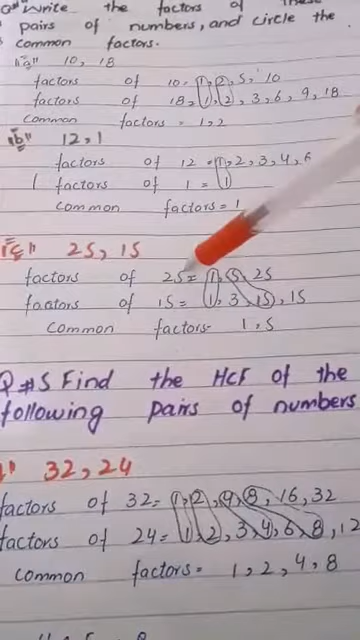 Write the factors of these
pairs of numbers, and circle the
common factors.
"a" 10, 18
factors of 10 = 1, 2, 5, 10
factors of 18 = 1, 2, 3, 6, 9, 18
common factors = 1, 2
"b" 12, 1
factors of 12 = 1, 2, 3, 4, 6
factors of 1 = 1
common factors = 1
"c" 25, 15
factors of 25 = 1, 5, 25
factors of 15 = 1, 3, 15, 15
common factors- 1, 5
Q#5 Find the HCF of the
following pairs of numbers
32, 24
factors of 32 = 1, 2, 4, 8, 16, 32
factors of 24 = 1, 2, 3, 4, 6, 8, 12
common factors = 1, 2, 4, 8